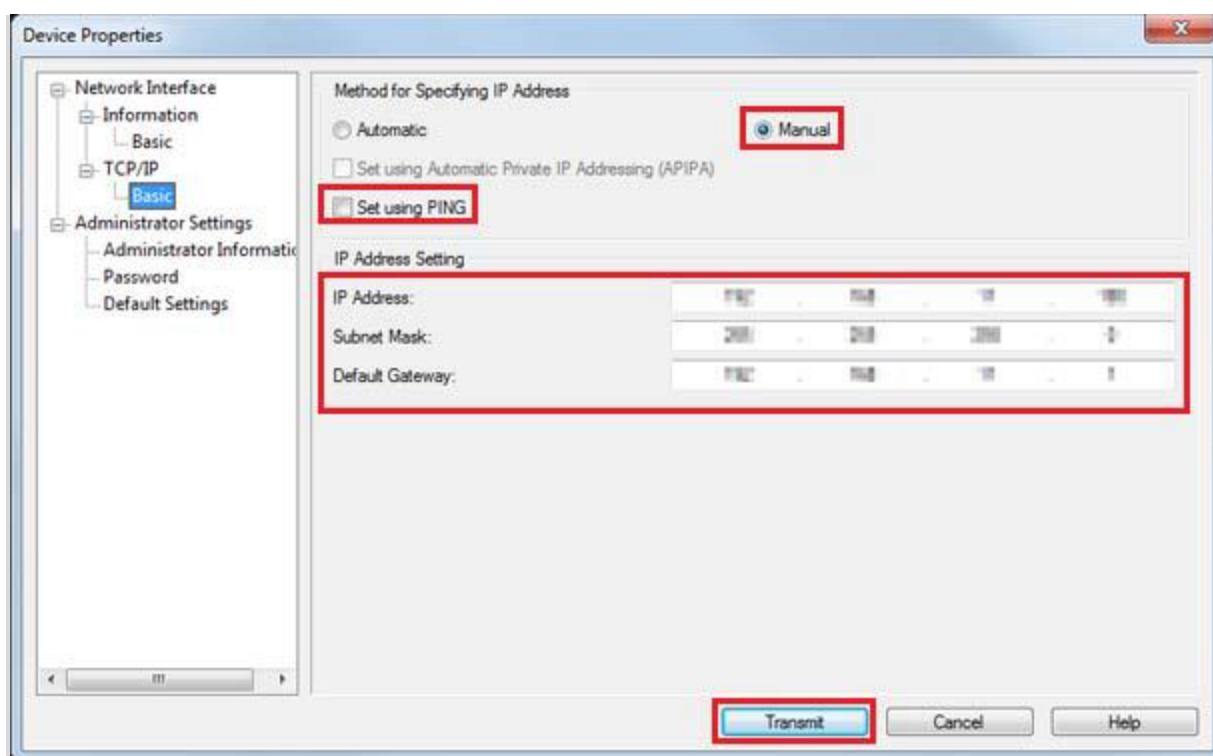 Device Properties
Network Interface
Information
Basic
TCP/IP
Basic
Administrator Settings
Administrator Informatic
Password
Default Settings
Method for Specifying IP Address
Automatic
Manual
Set using Automatic Private IP Addressing (APIPA)
Set using PING
IP Address Setting
IP Address:
Subnet Mask:
Default Gateway:
Transmit Cancel Help